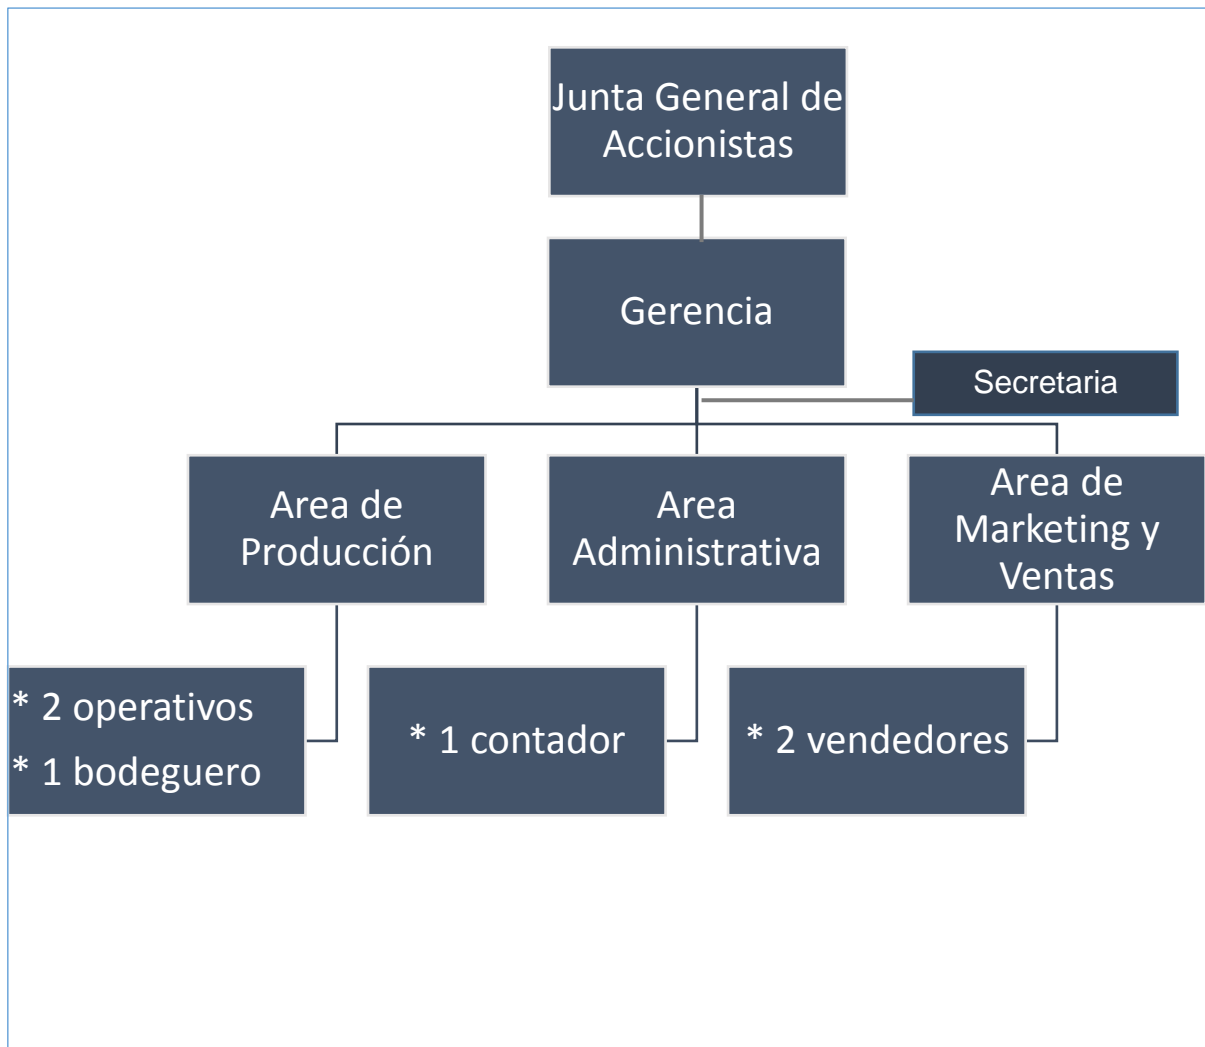 Junta General de
Accionistas
Gerencia
Secretaria
Area de
Producción
Area
Administrativa
Area de
Marketing y
Ventas
* 2 operativos
* 1 bodeguero
* 1 contador
* 2 vendedores